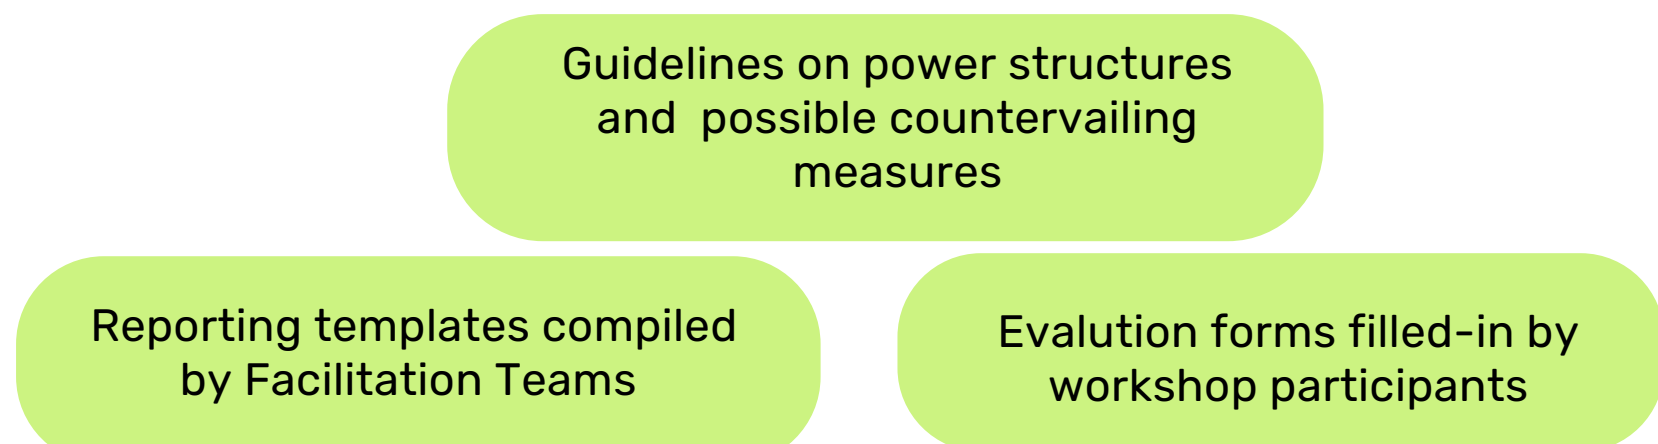 Guidelines on power structures
and  possible countervailing
measures
Reporting templates compiled
by Facilitation Teams
Evalution forms filled-in by
workshop participants